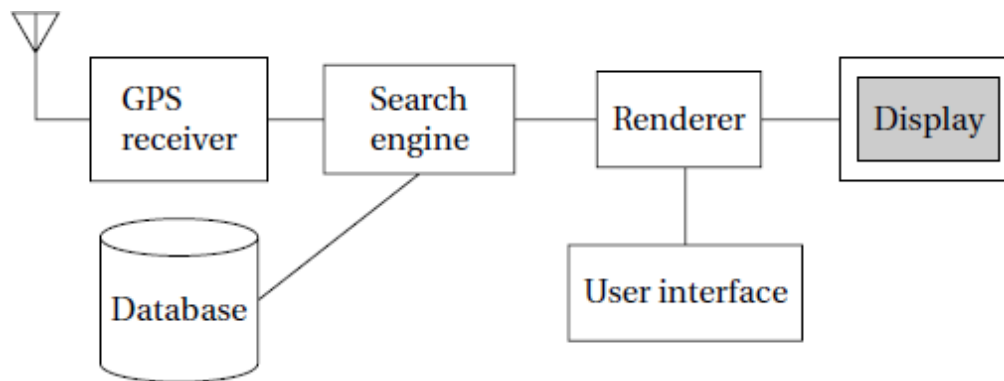 GPS
receiver
Search
engine
Renderer
Display
Database
User interface